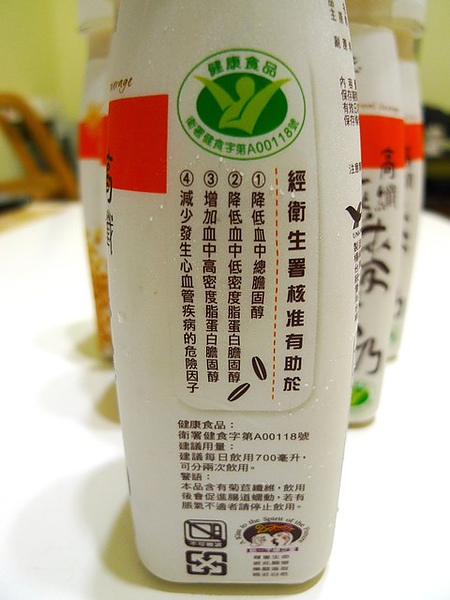 健康食品
衛署健食字第A00118號
經衛生署核准有助於
①降低血中總膽固醇
②降低血中低密度脂蛋白膽固醇
③增加血中高密度脂蛋白膽固醇
④減少發生心血管疾病的危險因子
健康食品：
衛署健食字第A00118號
建議用量：
建議每日飲用700毫升，
可分兩次飲用。
警語：
本品含有菊苣纖維，飲用
後會促進腸道蠕動，若有
脹氣不適者請停止飲用。
高纖